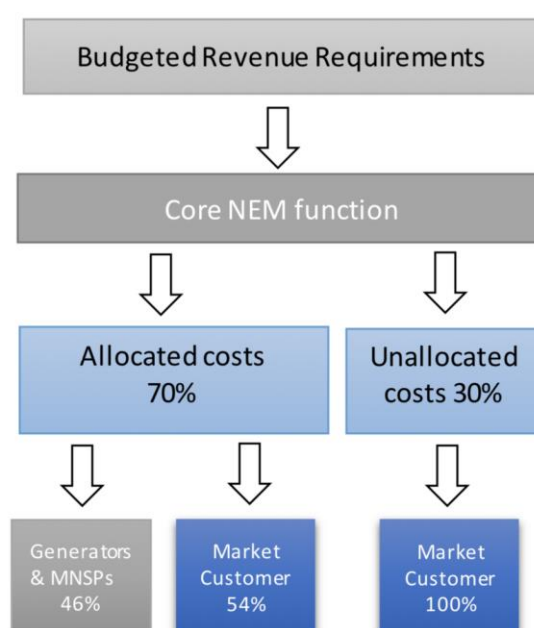 Budgeted Revenue Requirements
Core NEM function
Allocated costs
70%
Unallocated
costs 30%
Generators
& MNSPs
46%
Market
Customer
54%
Market
Customer
100%